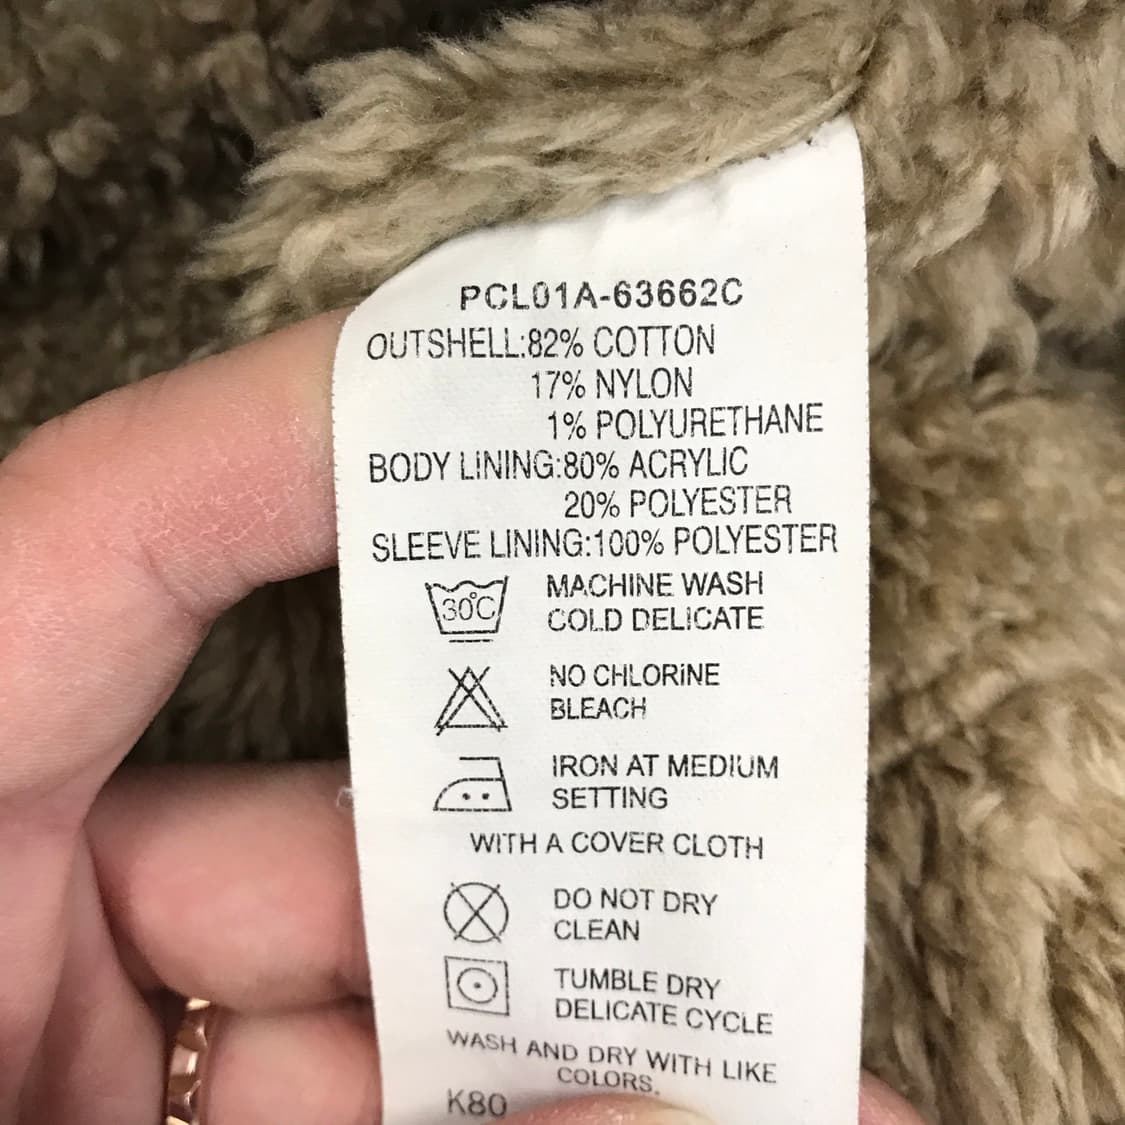 PCL01A-63662C
OUTSHELL:82% COTTON
17% NYLON
1% POLYURETHANE
BODY LINING:80% ACRYLIC
20% POLYESTER
SLEEVE LINING:100% POLYESTER
30°C MACHINE WASH
COLD DELICATE
NO CHLORINE
BLEACH
IRON AT MEDIUM
SETTING
WITH A COVER CLOTH
DO NOT DRY
CLEAN
TUMBLE DRY
DELICATE CYCLE
WASH AND DRY WITH LIKE
COLORS.
K80